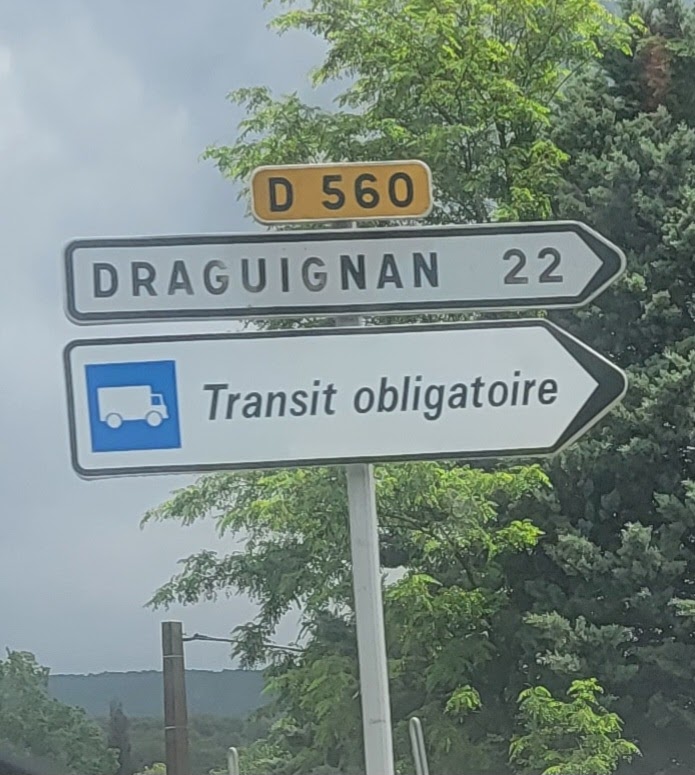 D 560
DRAGUIGNAN 22
Transit obligatoire